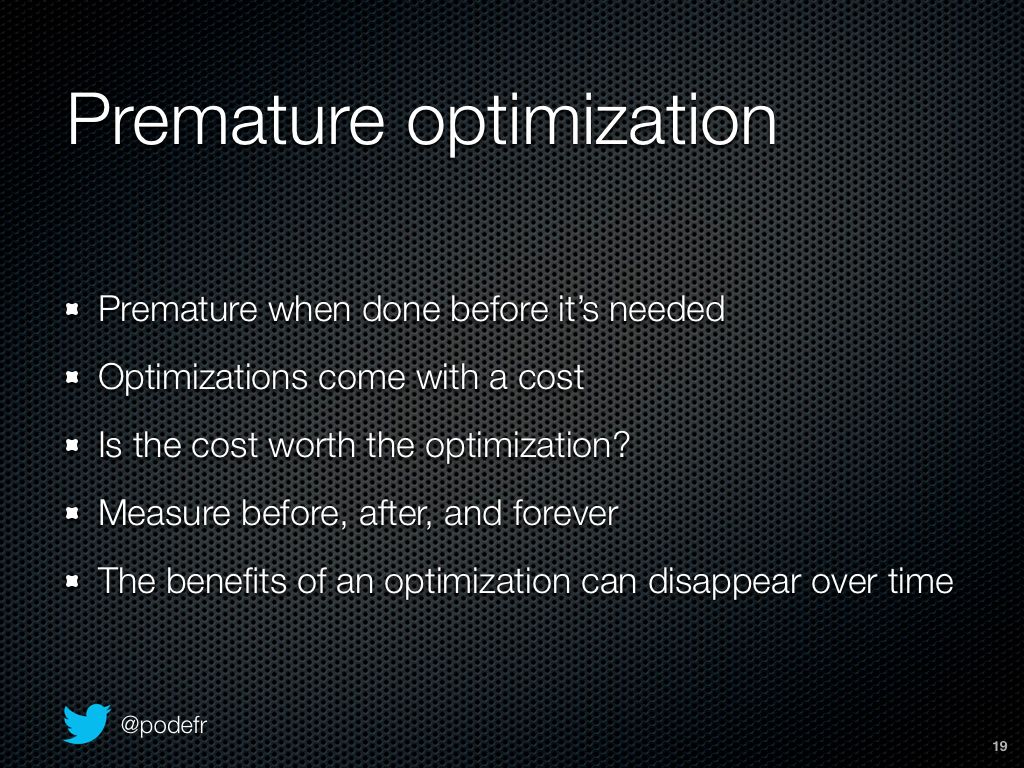 Premature optimization
Premature when done before it’s needed
Optimizations come with a cost
Is the cost worth the optimization?
Measure before, after, and forever
The benefits of an optimization can disappear over time
@podefr
19